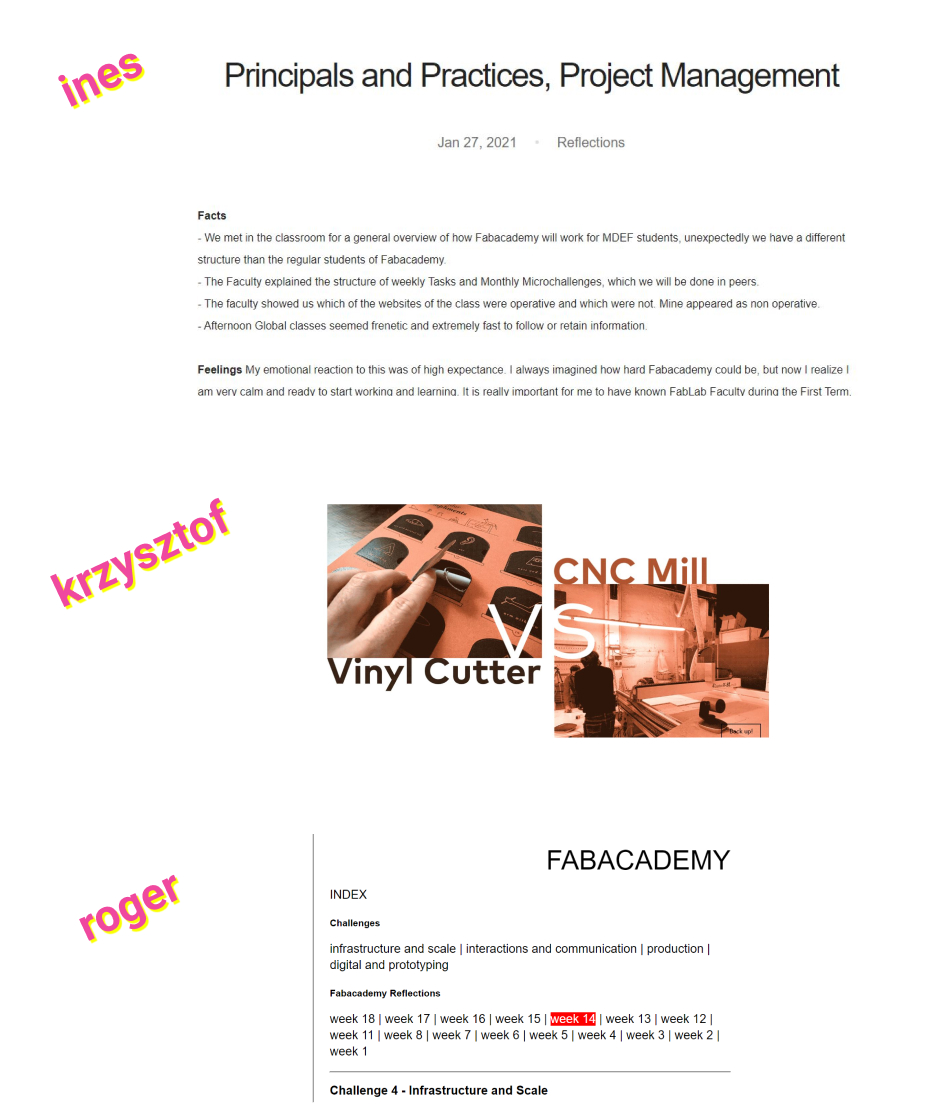 ines
Principals and Practices, Project Management
Jan 27, 2021 • Reflections
Facts
- We met in the classroom for a general overview of how Fabacademy will work for MDEF students, unexpectedly we have a different
structure than the regular students of Fabacademy.
- The Faculty explained the structure of weekly Tasks and Monthly Microchallenges, which we will be done in peers.
- The faculty showed us which of the websites of the class were operative and which were not. Mine appeared as non operative.
- Afternoon Global classes seemed frenetic and extremely fast to follow or retain information.
Feelings My emotional reaction to this was of high expectance. I always imagined how hard Fabacademy could be, but now I realize I
am very calm and ready to start working and learning. It is really important for me to have known FabLab Faculty during the First Term.
krzysztof
CNC Mill
VS
Vinyl Cutter
Back up!
roger
FABACADEMY
INDEX
Challenges
infrastructure and scale | interactions and communication | production |
digital and prototyping
Fabacademy Reflections
week 18 | week 17 | week 16 | week 15 | week 14 | week 13 | week 12 |
week 11 | week 8 | week 7 | week 6 | week 5 | week 4 | week 3 | week 2 |
week 1
Challenge 4 - Infrastructure and Scale